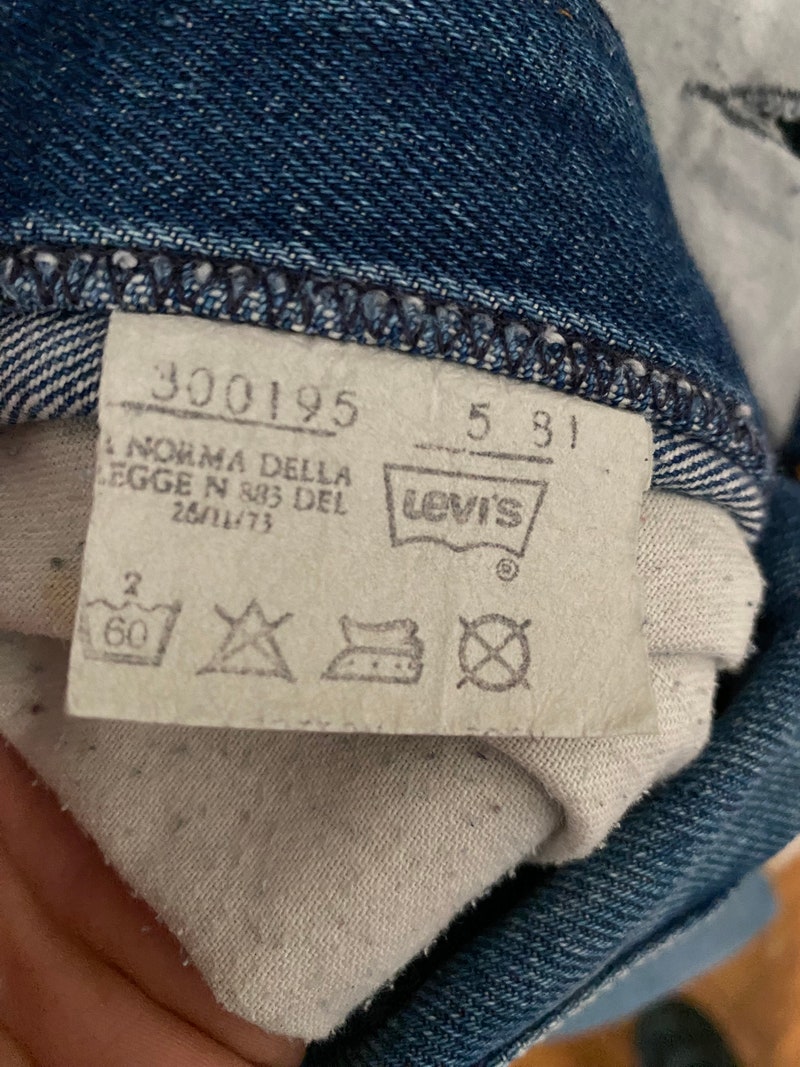 300195
5 81
A NORMA DELLA
LEGGE N 883 DEL
26/11/73
Levi's
®
2
60